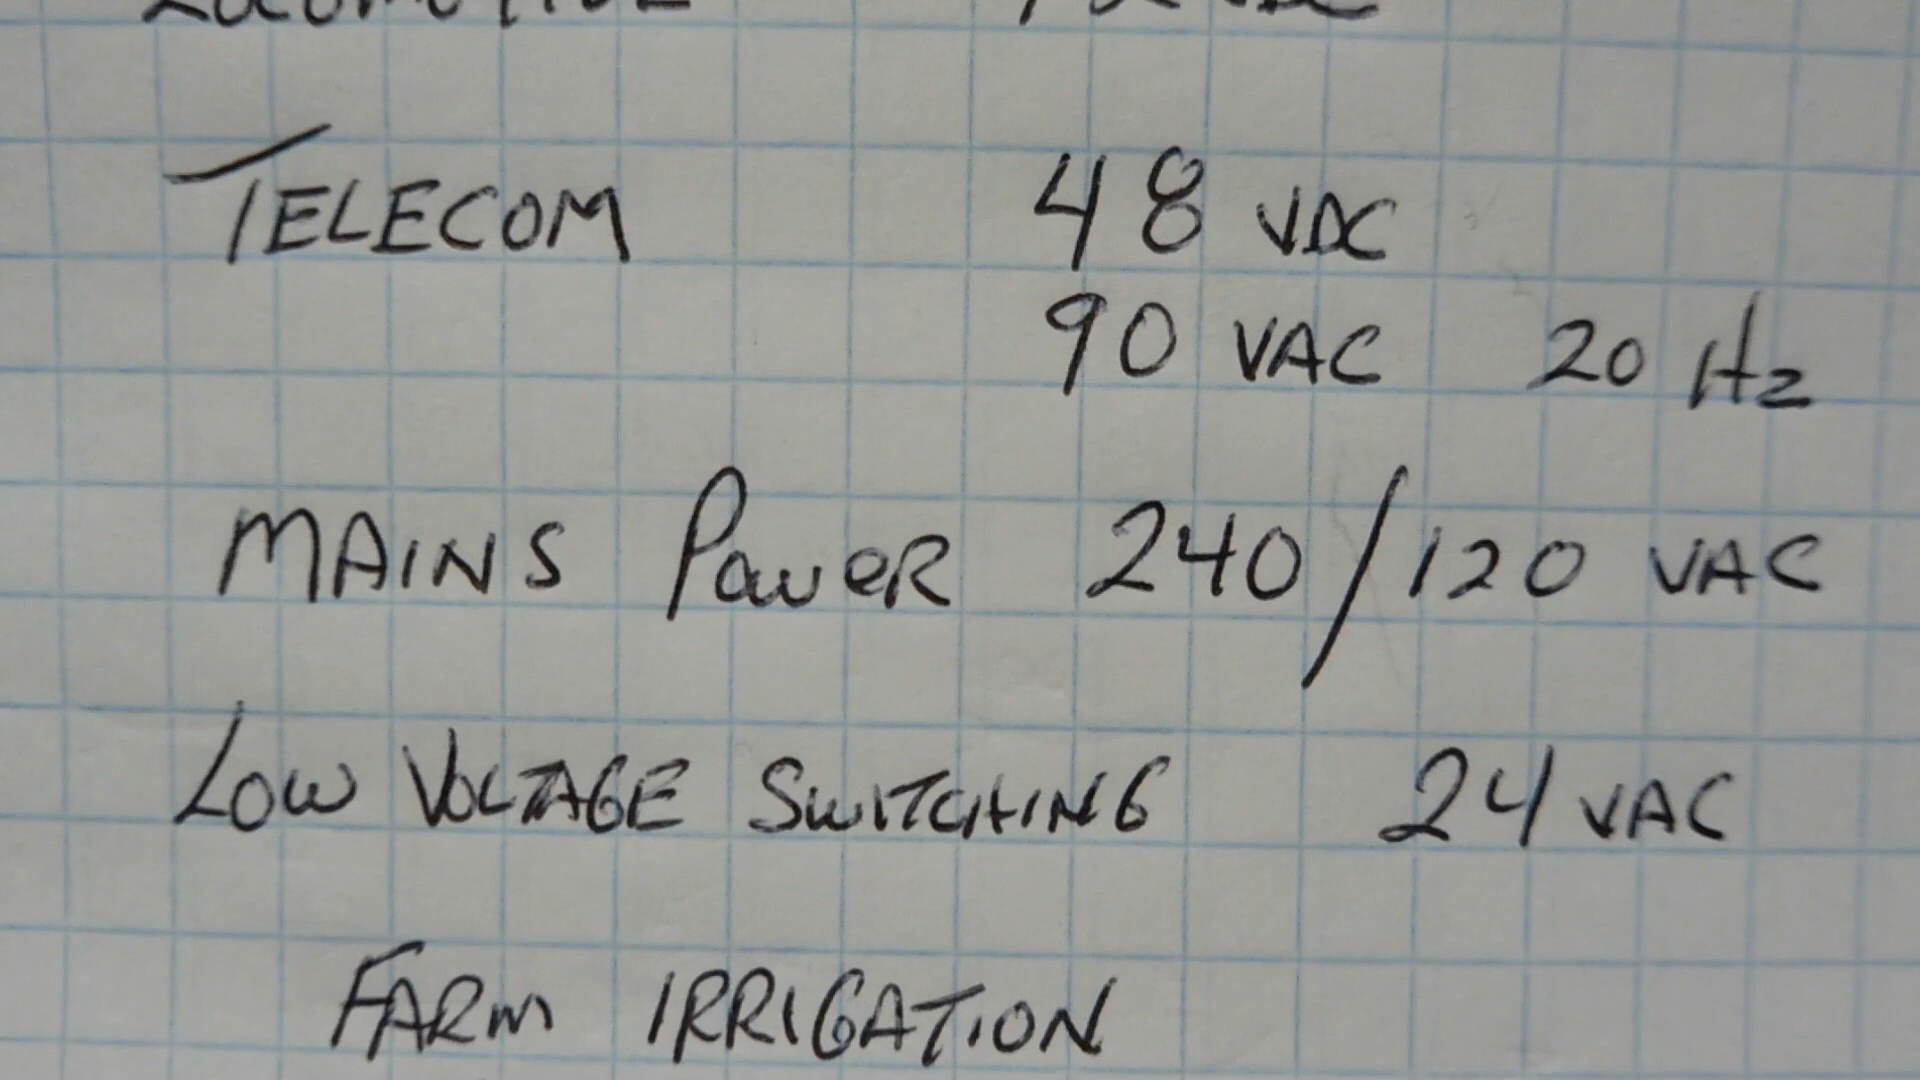 LOCOMOTIVE
TELECOM 48 VDC
90 VAC 20 Hz
MAINS POWER 240/120 VAC
LOW VOLTAGE SWITCHING 24 VAC
FARM IRRIGATION